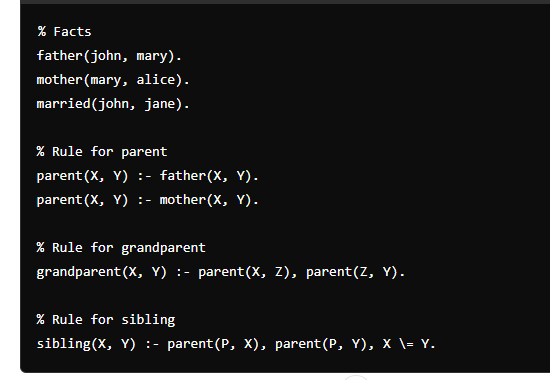 % Facts
father(john, mary).
mother(mary, alice).
married(john, jane).
% Rule for parent
parent(X, Y) :- father(X, Y).
parent(X, Y) :- mother(X, Y).
% Rule for grandparent
grandparent(X, Y) :- parent(X, Z), parent(Z, Y).
% Rule for sibling
sibling(X, Y) :- parent(P, X), parent(P, Y), X \= Y.